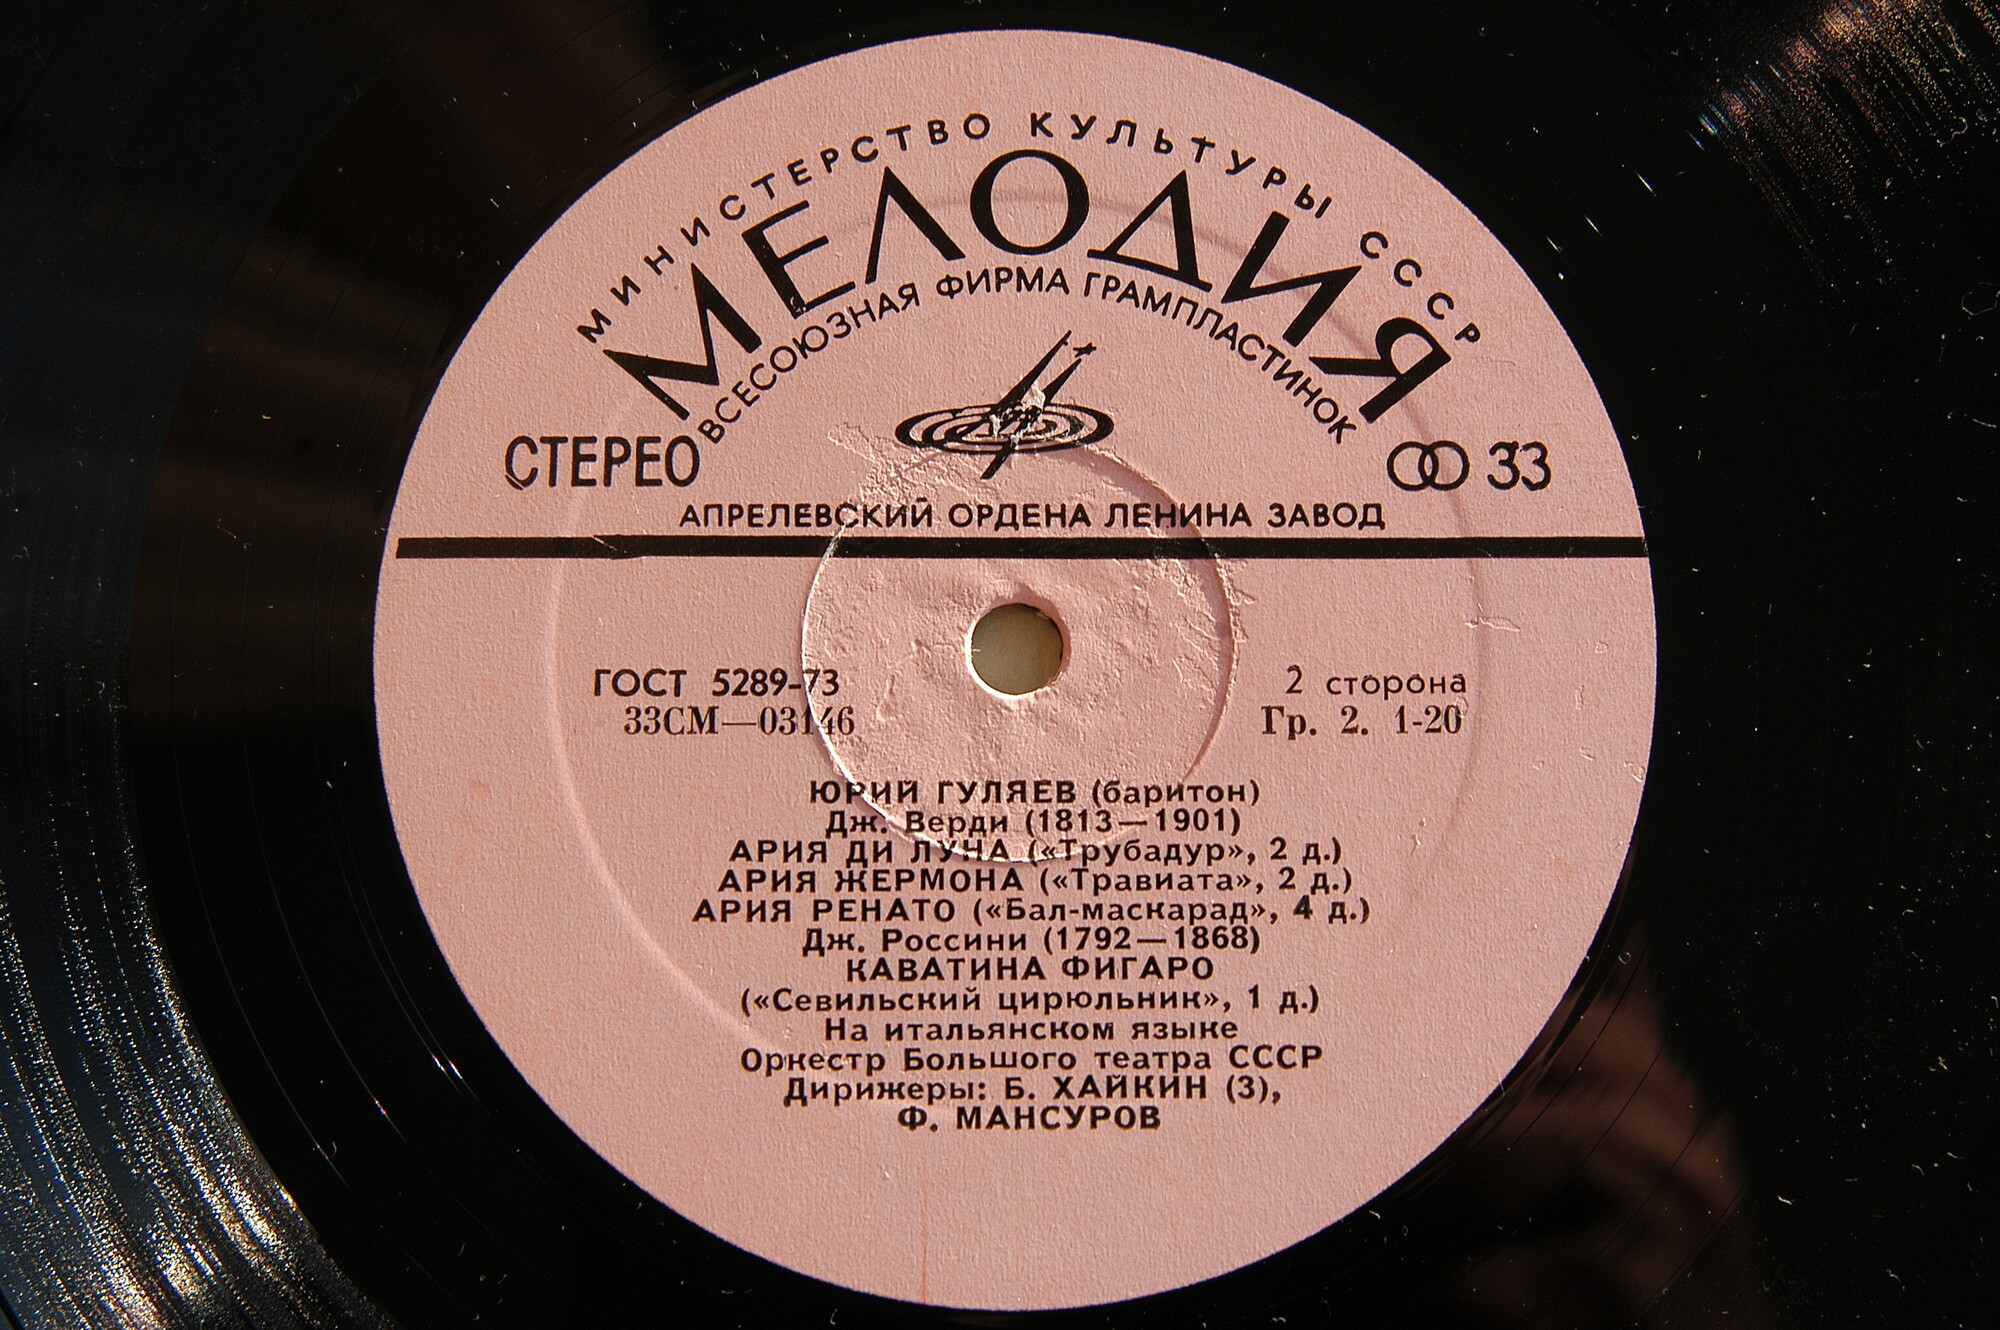 МИНИСТЕРСТВО КУЛЬТУРЫ СССР
МЕЛОДИЯ
ВСЕСОЮЗНАЯ ФИРМА ГРАМПЛАСТИНОК
СТЕРЕО
33
АПРЕЛЕВСКИЙ ОРДЕНА ЛЕНИНА ЗАВОД
ГОСТ 5289-73
33СМ—03146
2 сторона
Гр. 2. 1-20
ЮРИЙ ГУЛЯЕВ (баритон)
Дж. Верди (1813—1901)
АРИЯ ДИ ЛУНА («Трубадур», 2 д.)
АРИЯ ЖЕРМОНА («Травиата», 2 д.)
АРИЯ РЕНАТО («Бал-маскарад», 4 д.)
Дж. Россини (1792—1868)
КАВАТИНА ФИГАРО
(«Севильский цирюльник», 1 д.)
На итальянском языке
Оркестр Большого театра СССР
Дирижеры: Б. ХАЙКИН (3),
Ф. МАНСУРОВ